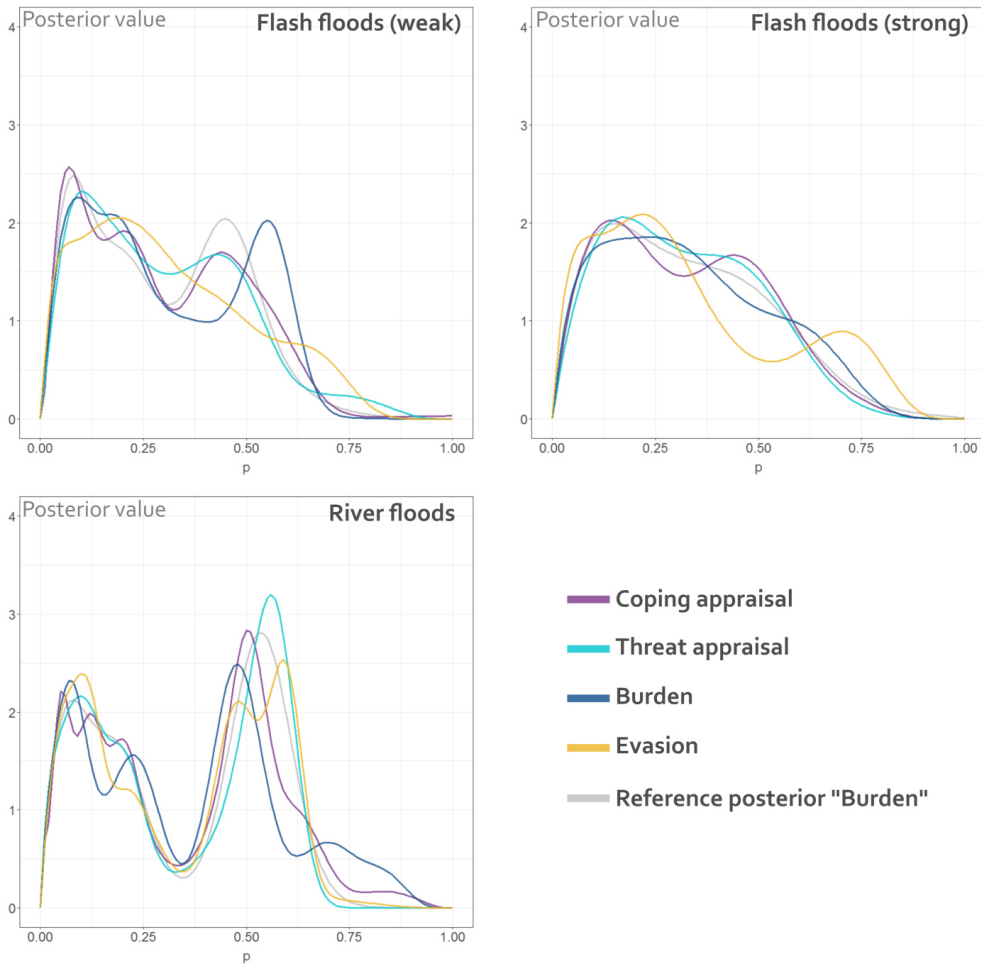 Posterior value
Flash floods (weak)
4
3
2
1
0
0.00 0.25 0.50 0.75 1.00
p
Posterior value
Flash floods (strong)
4
3
2
1
0
0.00 0.25 0.50 0.75 1.00
p
Posterior value
River floods
4
3
2
1
0
0.00 0.25 0.50 0.75 1.00
p
Coping appraisal
Threat appraisal
Burden
Evasion
Reference posterior "Burden"